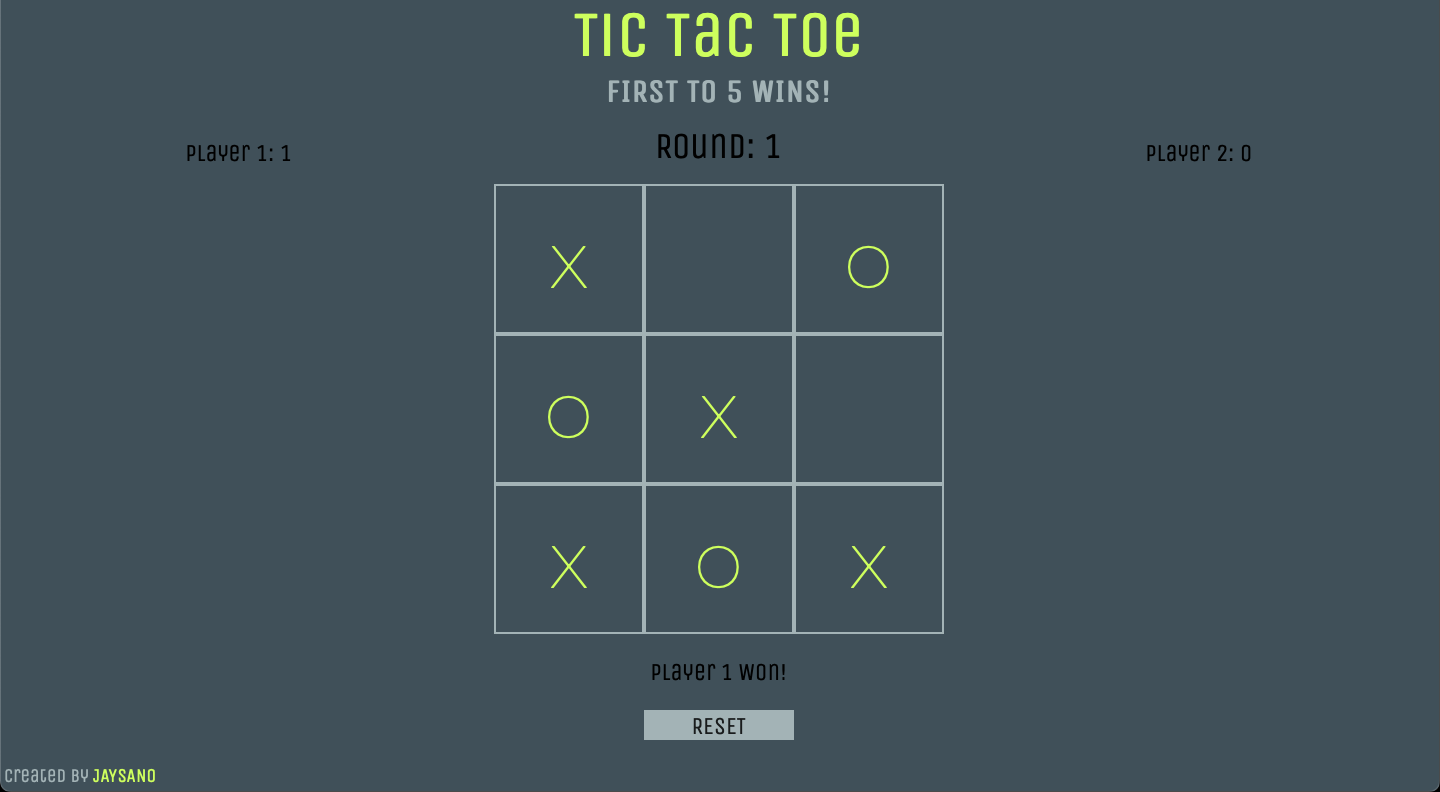 Tic Tac Toe
FIRST TO 5 WINS!
Player 1: 1
Round: 1
Player 2: 0
X O
O X
X O X
Player 1 Won!
RESET
Created by JAYSANO